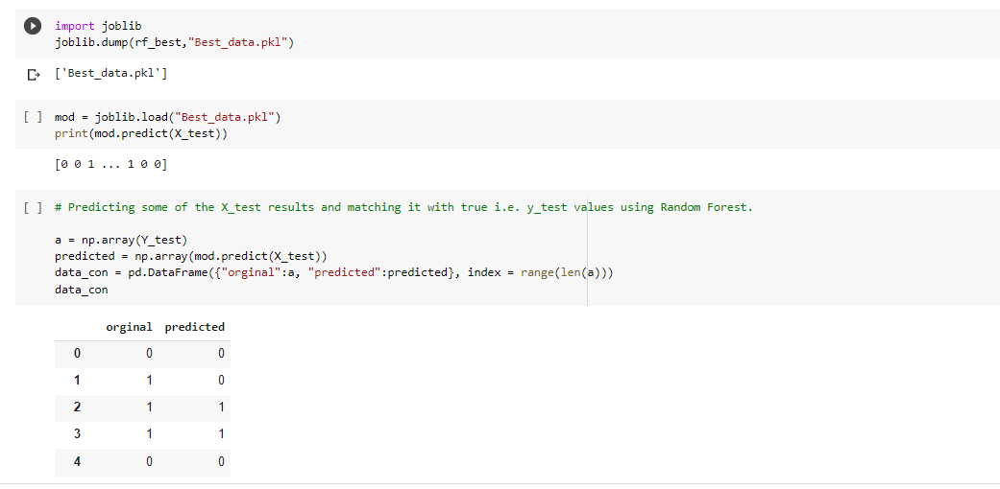 import joblib
joblib.dump(rf_best,"Best_data.pkl")
['Best_data.pkl']
[ ] mod = joblib.load("Best_data.pkl")
print(mod.predict(X_test))
[0 0 1 ... 1 0 0]
[ ] # Predicting some of the X_test results and matching it with true i.e. y_test values using Random Forest.
a = np.array(Y_test)
predicted = np.array(mod.predict(X_test))
data_con = pd.DataFrame({"orginal":a, "predicted":predicted}, index = range(len(a)))
data_con
orginal predicted
0 0 0
1 1 0
2 1 1
3 1 1
4 0 0